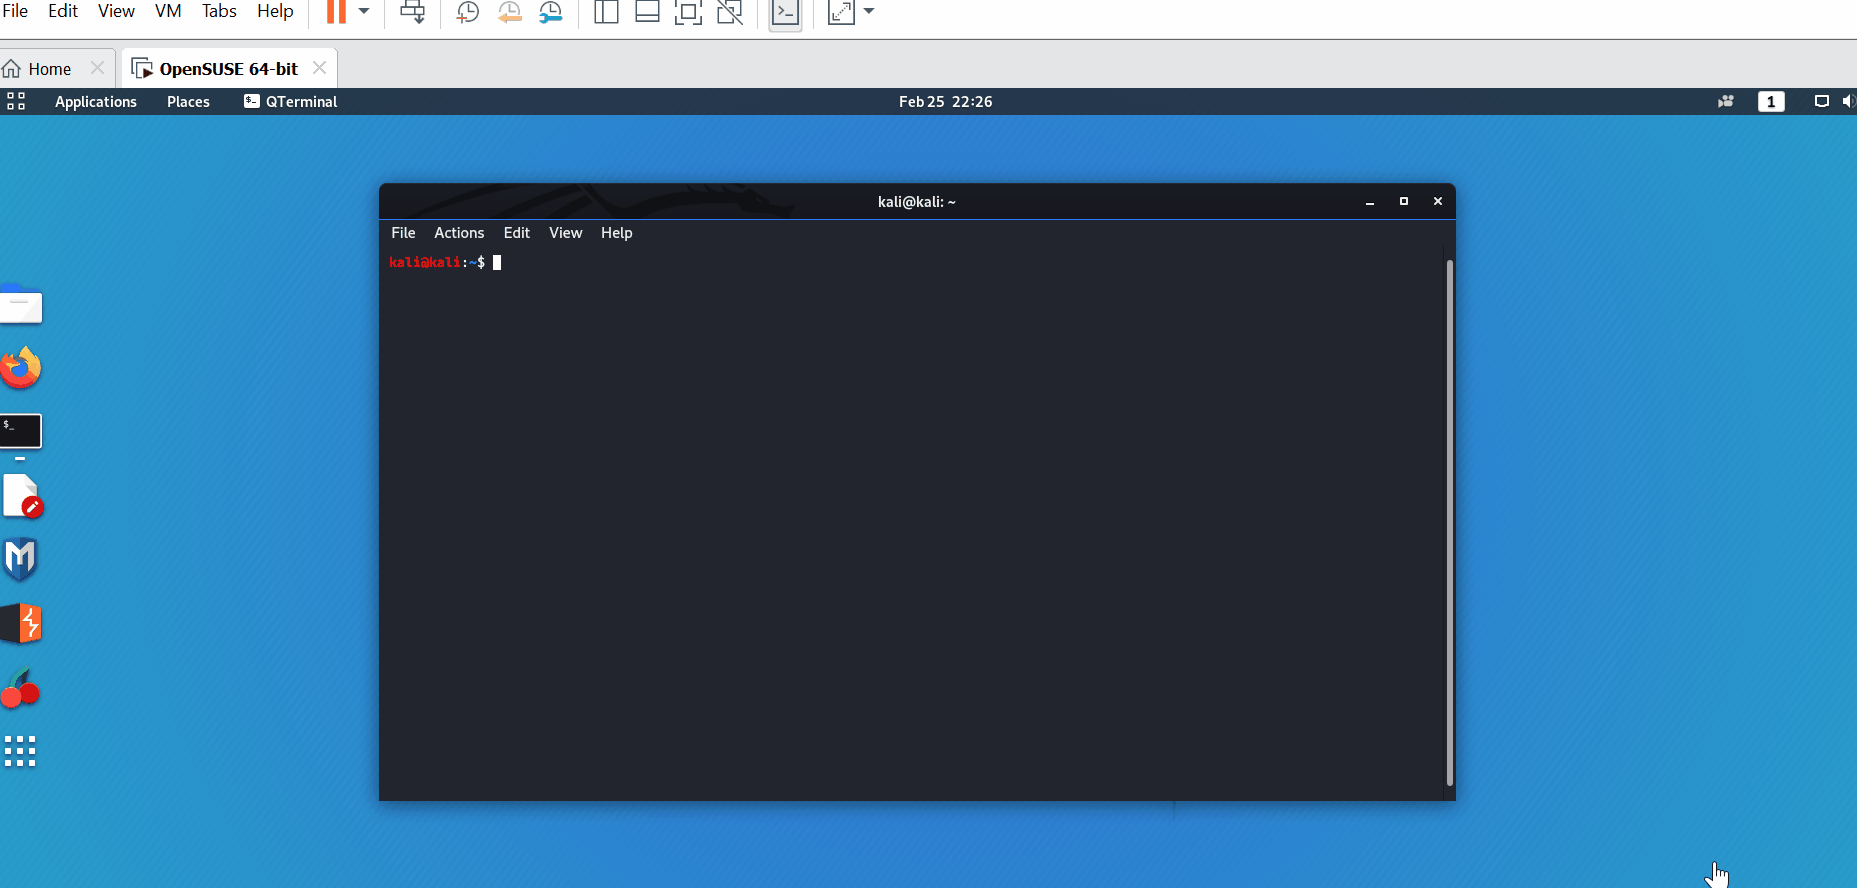 File Edit View VM Tabs Help
Home
OpenSUSE 64-bit
Applications Places QTerminal Feb 25 22:26 1
kali@kali: ~
File Actions Edit View Help
kali@kali:~$
$_